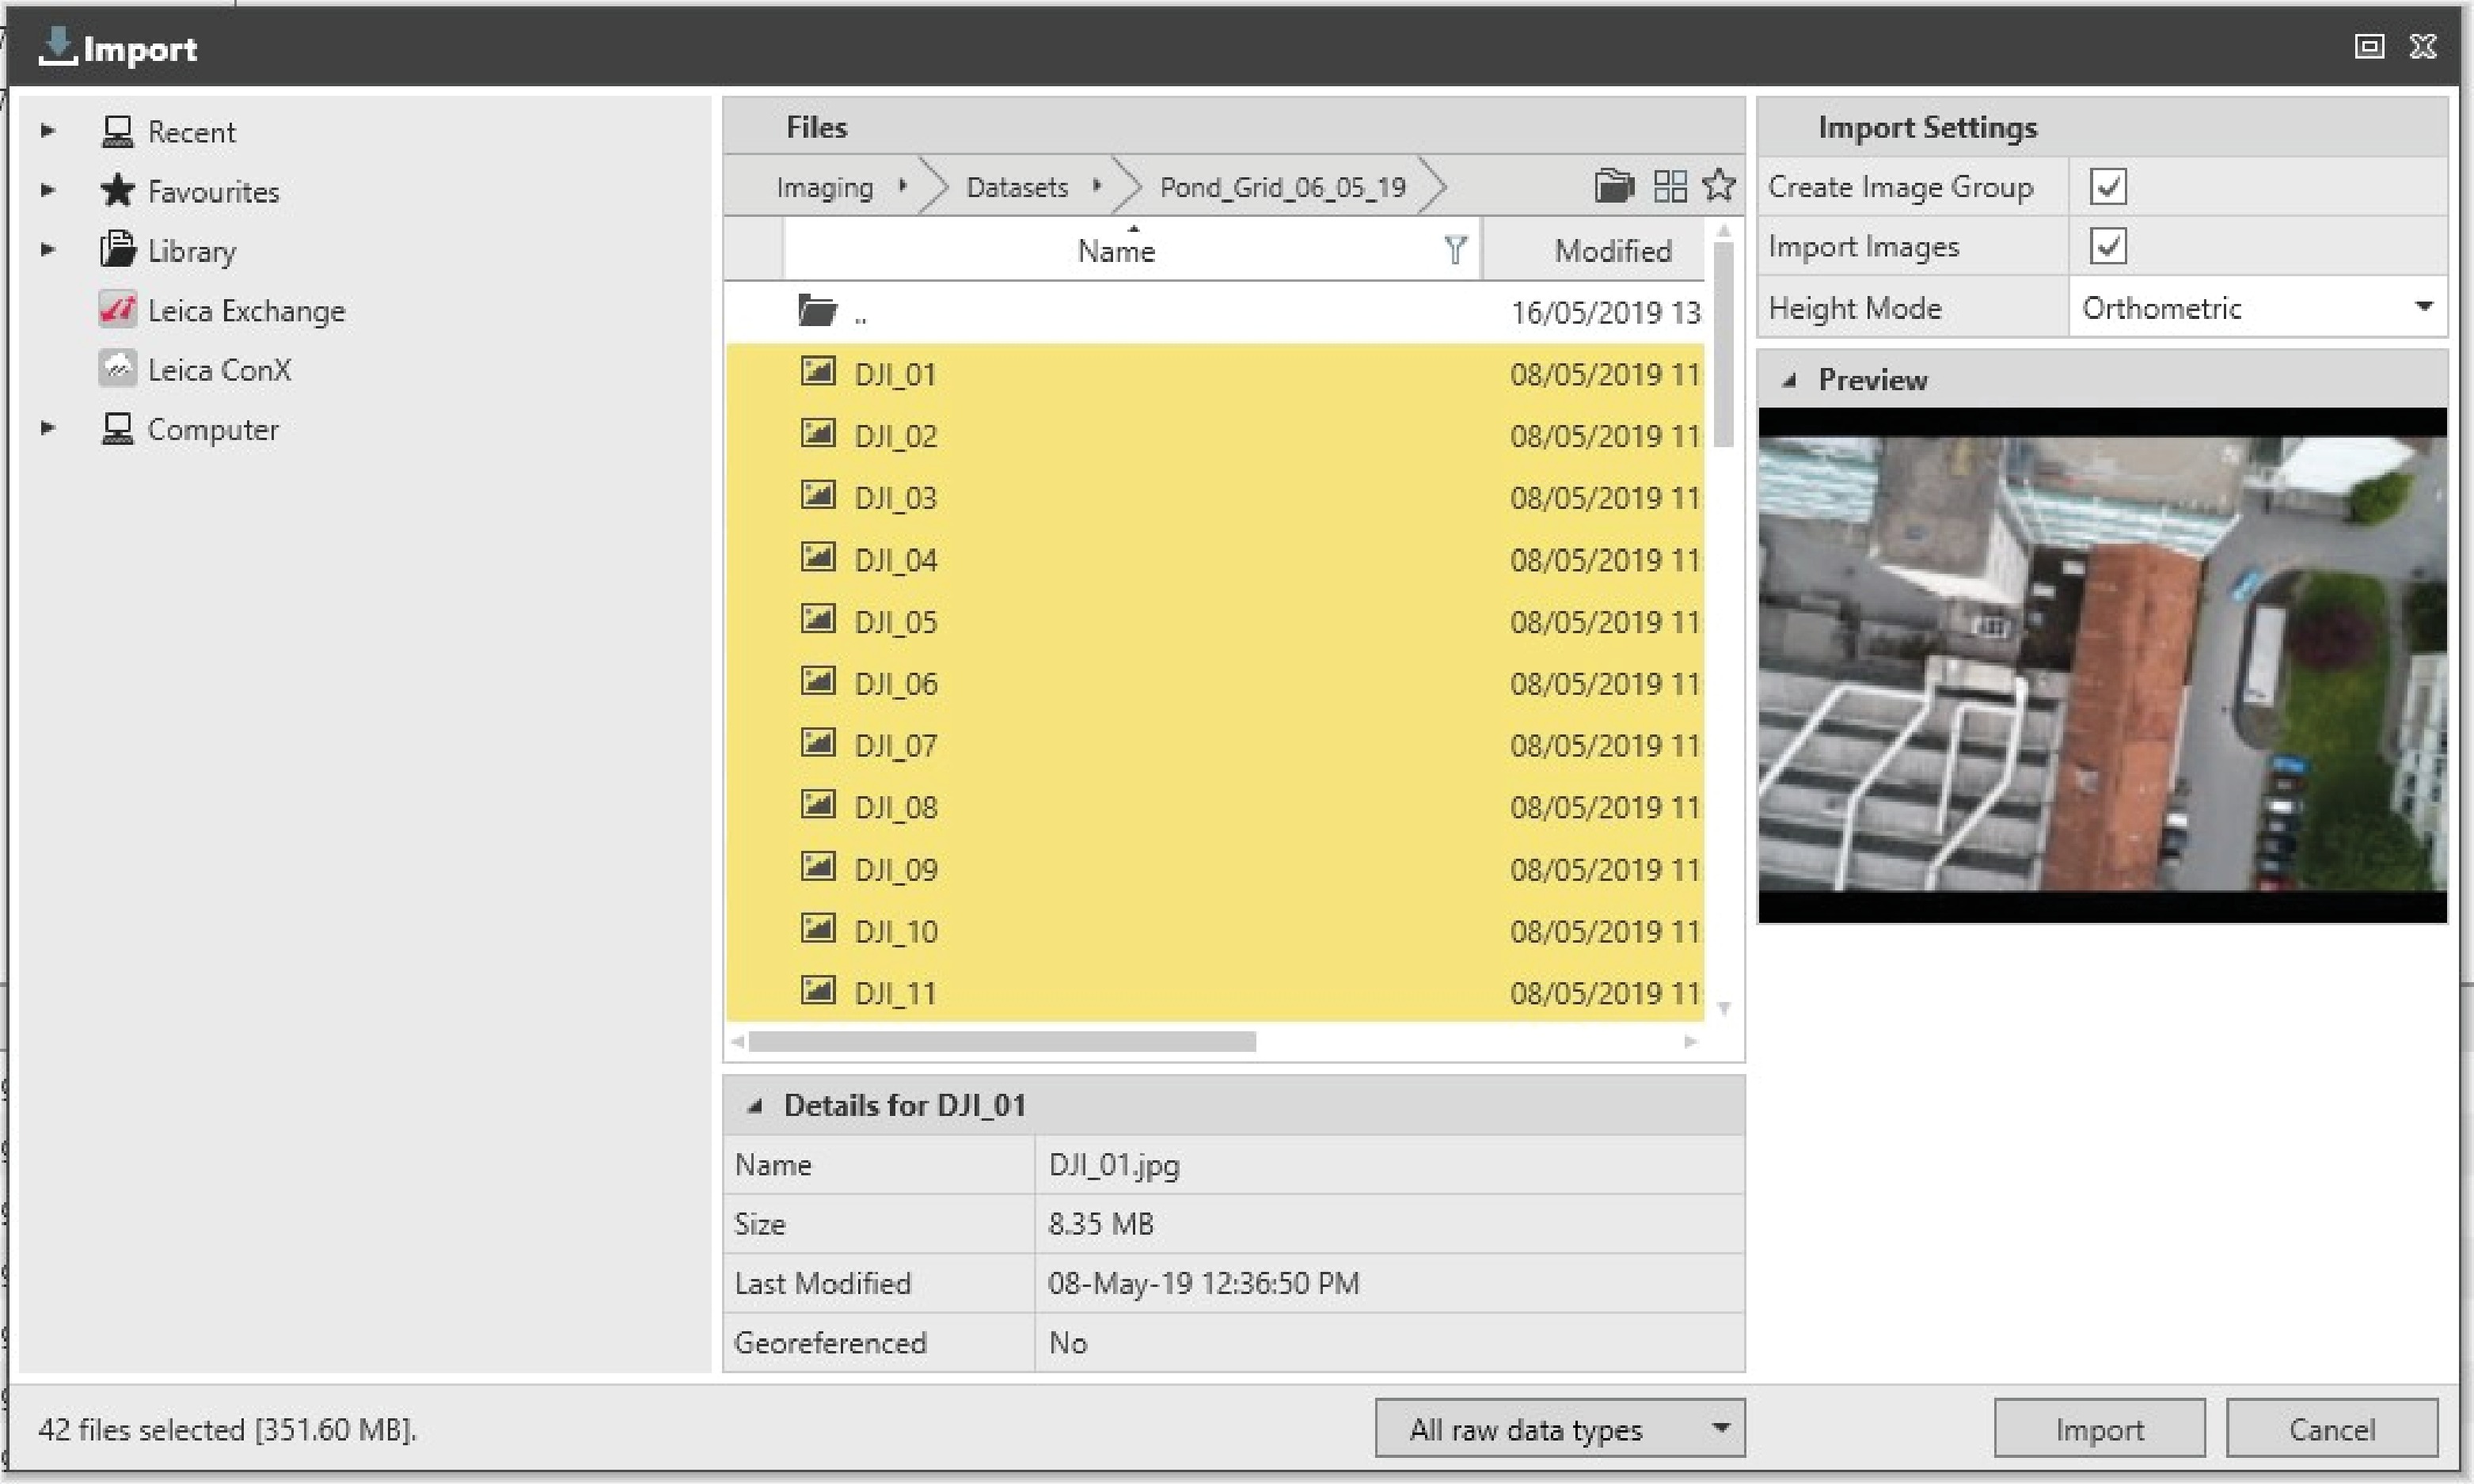 Import
Recent
Favourites
Library
Leica Exchange
Leica ConX
Computer
Files
Imaging Datasets Pond_Grid_06_05_19
Name Modified
.. 16/05/2019 13
DJI_01 08/05/2019 11
DJI_02 08/05/2019 11
DJI_03 08/05/2019 11
DJI_04 08/05/2019 11
DJI_05 08/05/2019 11
DJI_06 08/05/2019 11
DJI_07 08/05/2019 11
DJI_08 08/05/2019 11
DJI_09 08/05/2019 11
DJI_10 08/05/2019 11
DJI_11 08/05/2019 11
Details for DJI_01
Name DJI_01.jpg
Size 8.35 MB
Last Modified 08-May-19 12:36:50 PM
Georeferenced No
Import Settings
Create Image Group
Import Images
Height Mode Orthometric
Preview
42 files selected [351.60 MB].
All raw data types
Import
Cancel